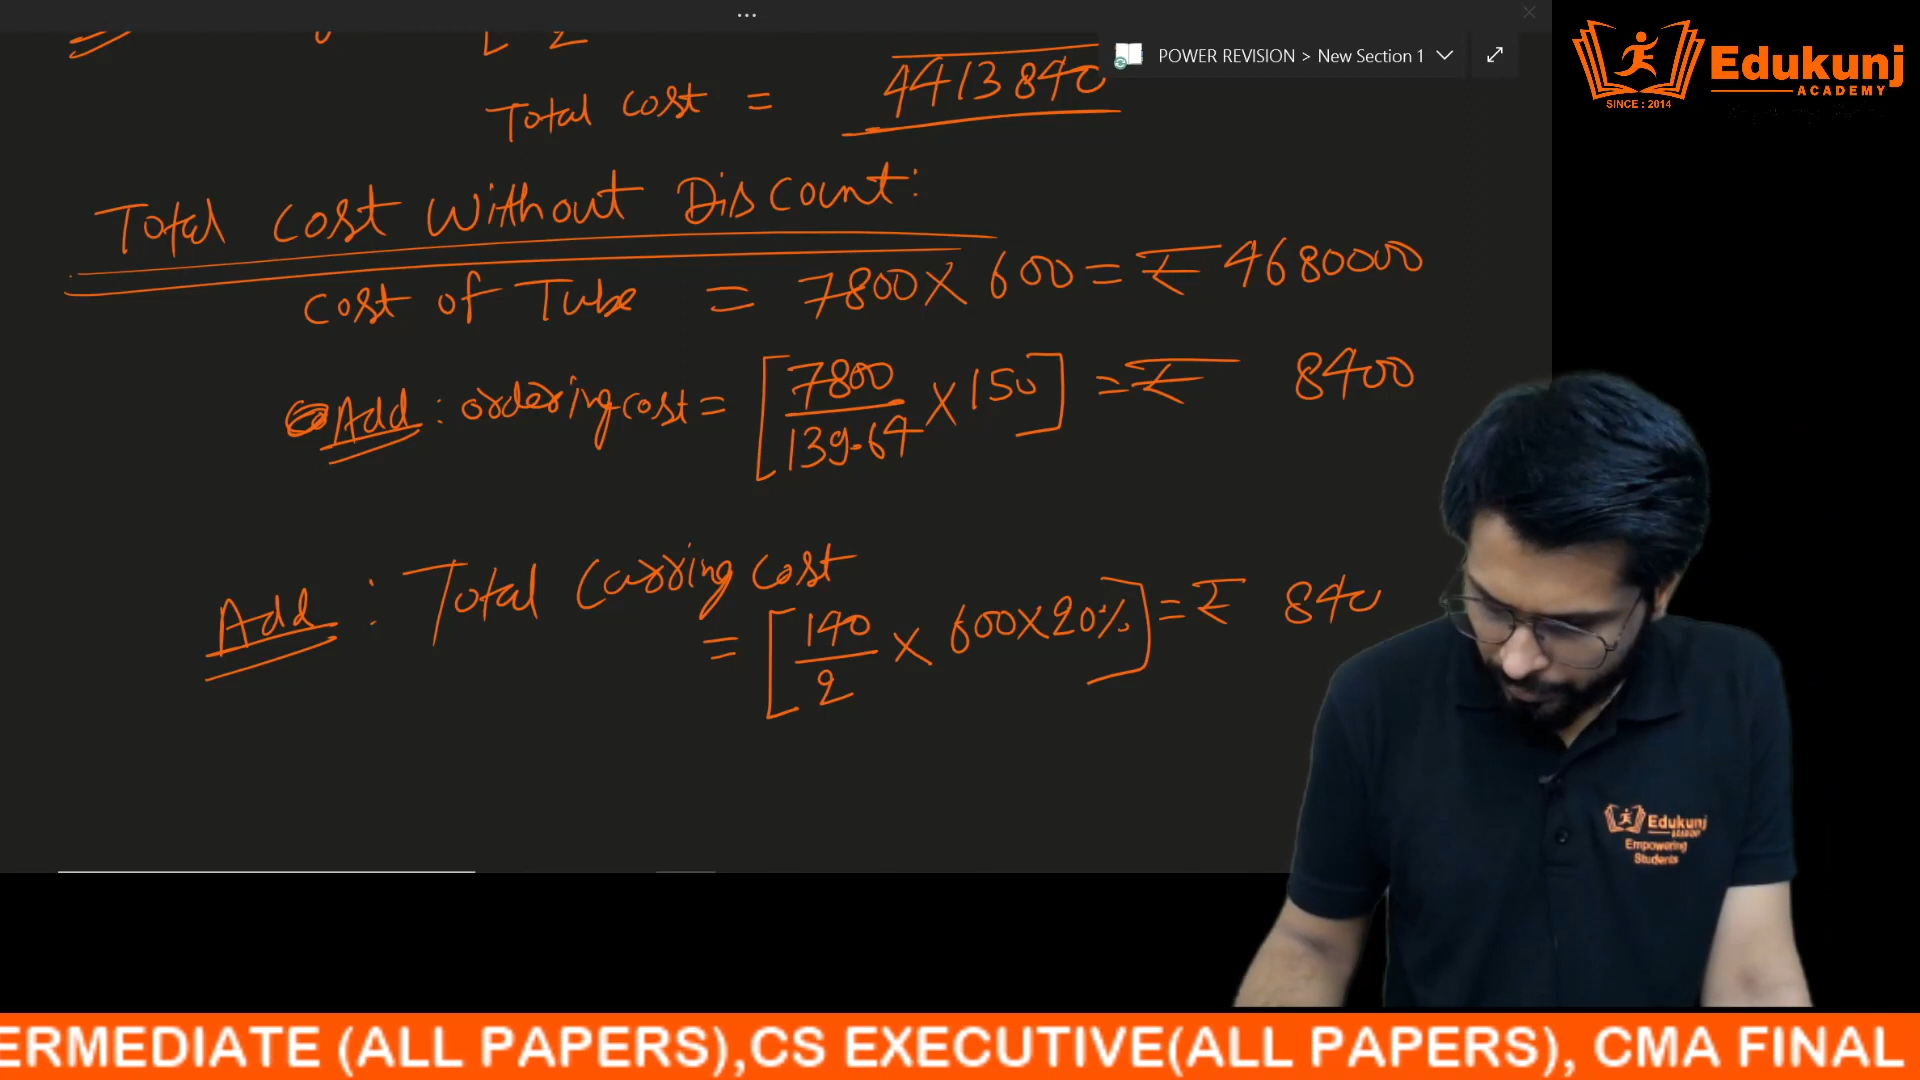 POWER REVISION > New Section 1
Edukunj
ACADEMY
SINCE : 2014
Total cost = 4413840
Total Cost Without Discount:
Cost of Tube = 7800 X 600 = ₹ 4680000
Add : ordering cost = [7800/139.64 X 150] = ₹ 8400
Add : Total Carring Cost
= [140/2 X 600 X 20%] = ₹ 840
Edukunj
ACADEMY
Empowering
Students
ERMEDIATE (ALL PAPERS),CS EXECUTIVE(ALL PAPERS), CMA FINAL